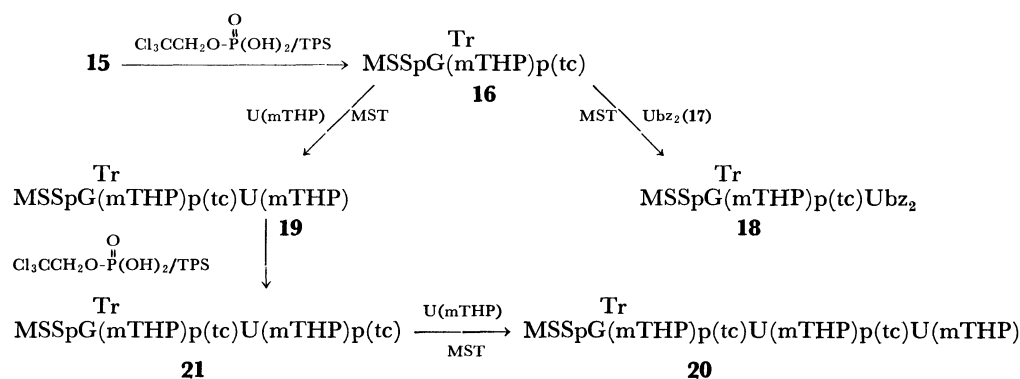 O
Cl₃CCH₂O-P(OH)₂/TPS
Tr
15
MSSpG(mTHP)p(tc)
16
U(mTHP) MST
MST Ubz₂(17)
Tr
MSSpG(mTHP)p(tc)U(mTHP)
19
Tr
MSSpG(mTHP)p(tc)Ubz₂
18
O
Cl₃CCH₂O-P(OH)₂/TPS
Tr
MSSpG(mTHP)p(tc)U(mTHP)p(tc)
21
U(mTHP)
MST
Tr
MSSpG(mTHP)p(tc)U(mTHP)p(tc)U(mTHP)
20